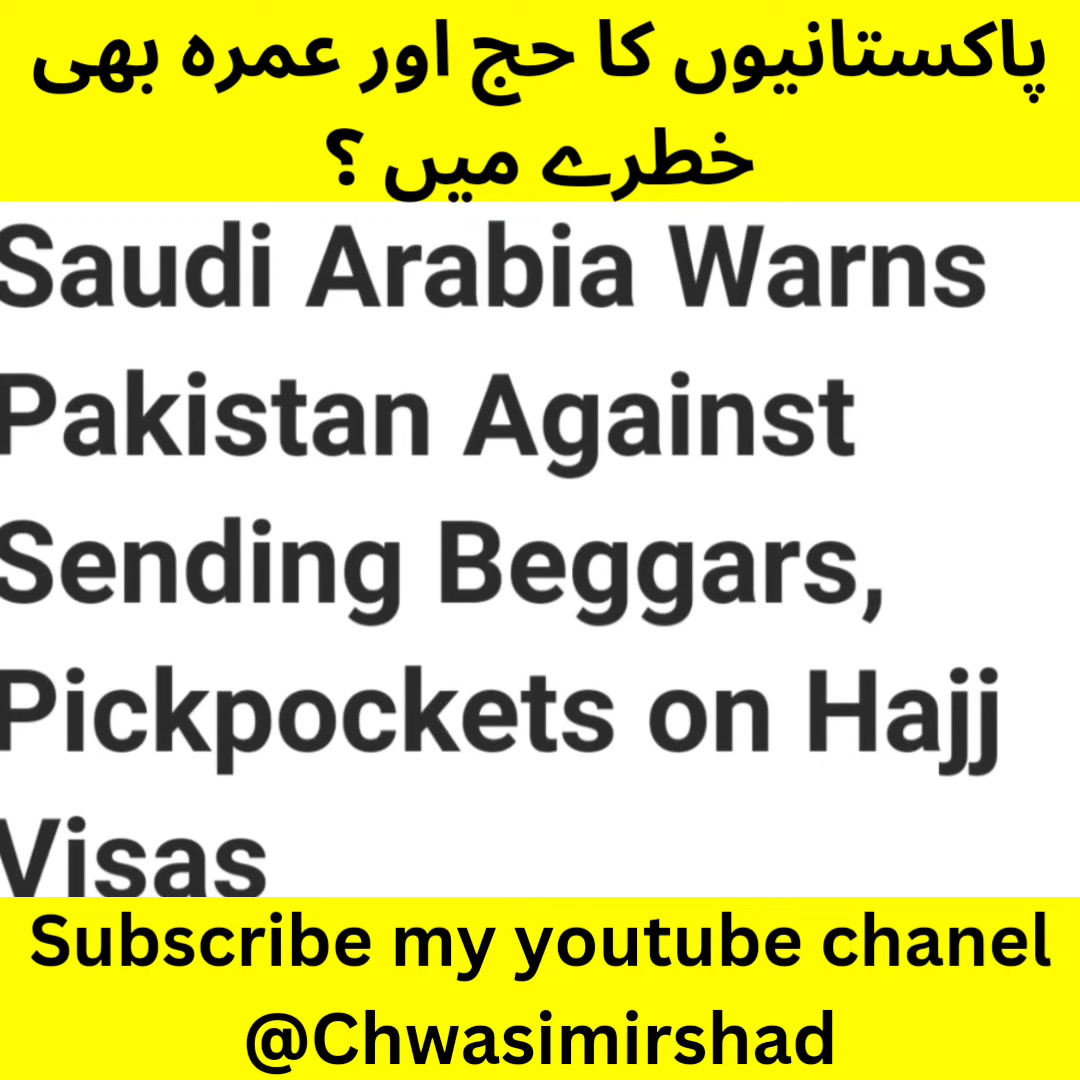 پاکستانیوں کا حج اور عمرہ بھی
خطرے میں ؟
Saudi Arabia Warns
Pakistan Against
Sending Beggars,
Pickpockets on Hajj
Visas
Subscribe my youtube chanel
@Chwasimirshad